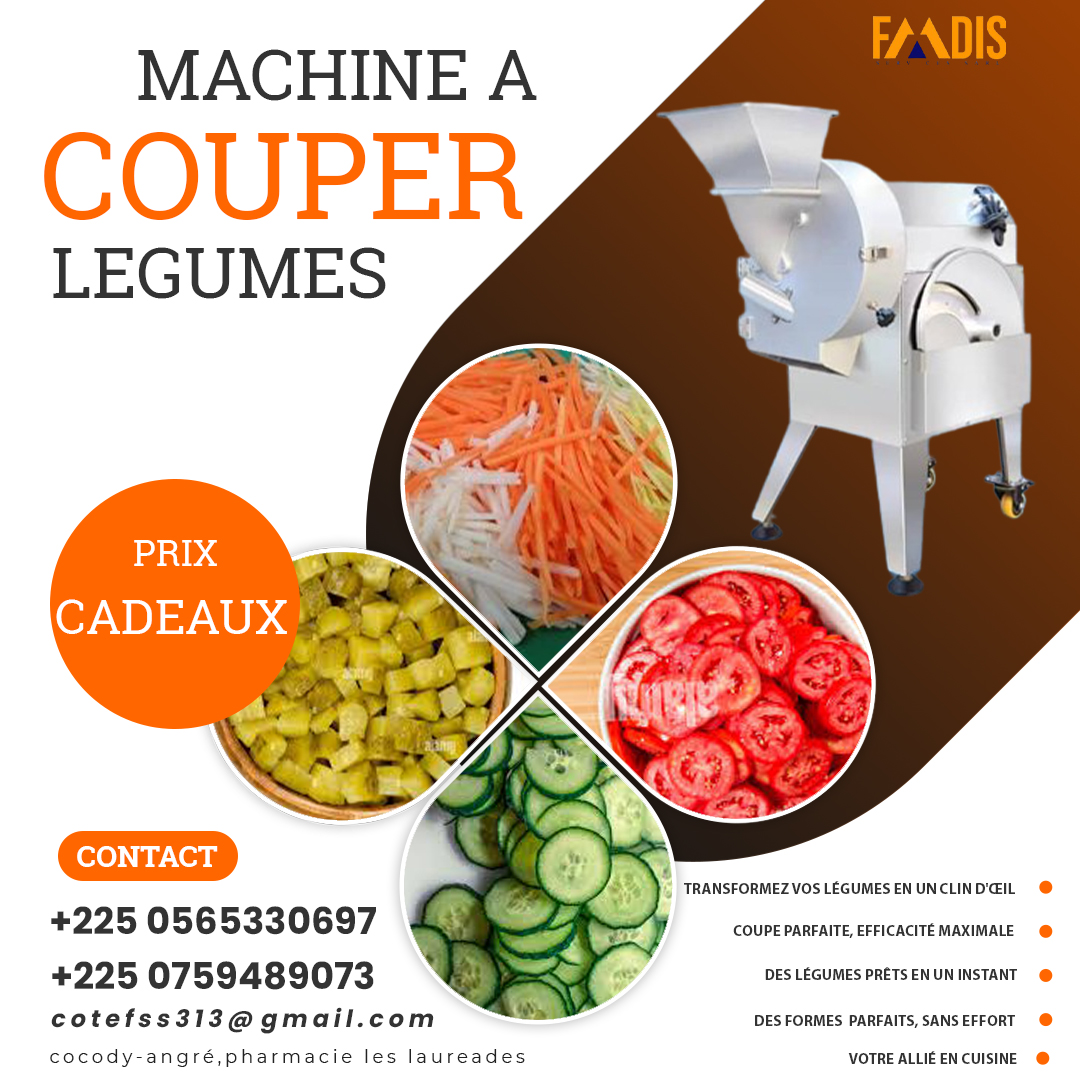 FAADIS
MACHINE A
COUPER
LEGUMES
PRIX
CADEAUX
CONTACT
+225 0565330697
+225 0759489073
cotefss313@gmail.com
cocody-angré,pharmacie les laureades
TRANSFORMEZ VOS LÉGUMES EN UN CLIN D'ŒIL
COUPE PARFAITE, EFFICACITÉ MAXIMALE
DES LÉGUMES PRÊTS EN UN INSTANT
DES FORMES PARFAITS, SANS EFFORT
VOTRE ALLIÉ EN CUISINE